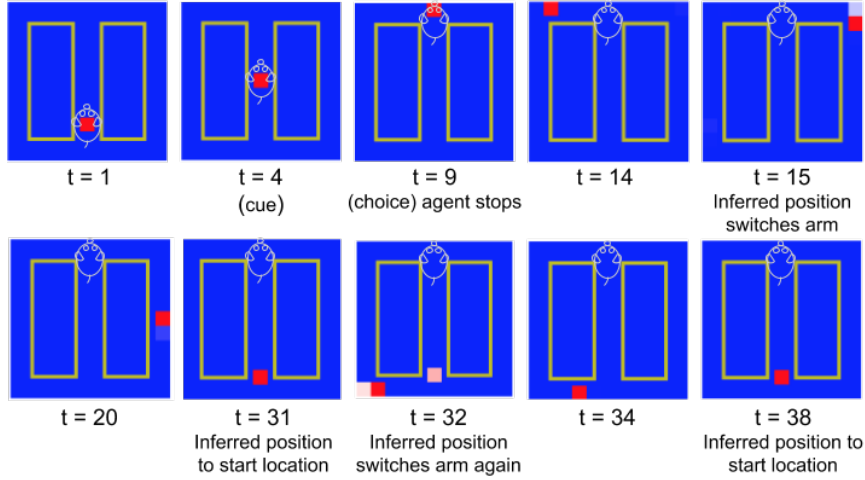 t = 1
t = 4
(cue)
t = 9
(choice) agent stops
t = 14
t = 15
Inferred position
switches arm
t = 20
t = 31
Inferred position
to start location
t = 32
Inferred position
switches arm again
t = 34
t = 38
Inferred position to
start location